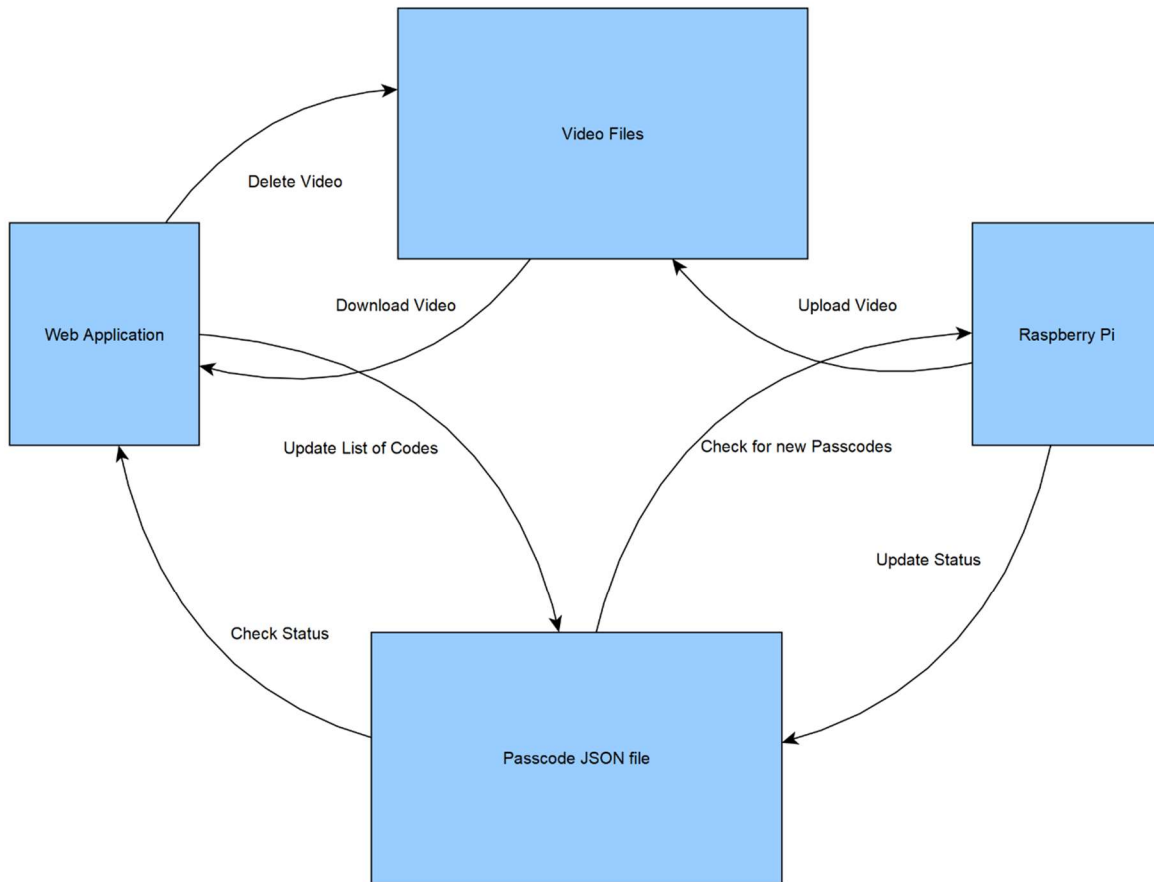 Video Files
Delete Video
Download Video
Upload Video
Web Application
Raspberry Pi
Update List of Codes
Check for new Passcodes
Update Status
Check Status
Passcode JSON file